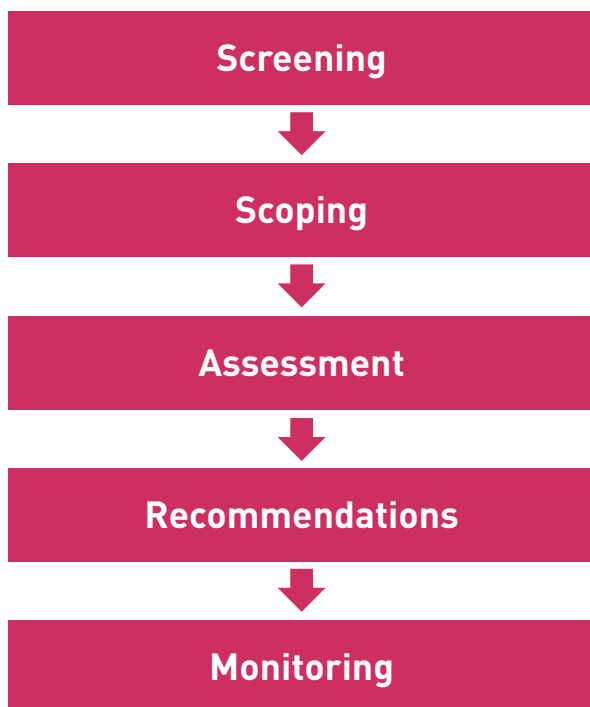 Screening
Scoping
Assessment
Recommendations
Monitoring